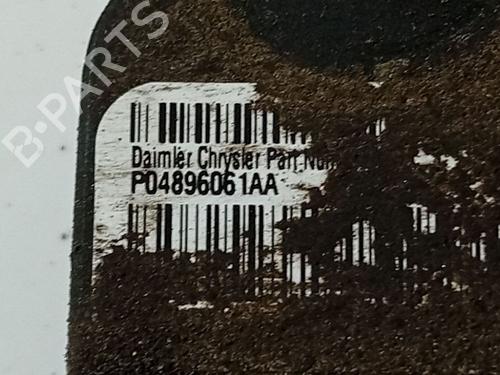 B-PARTS
Daimler Chrysler Part Num
P04896061AA